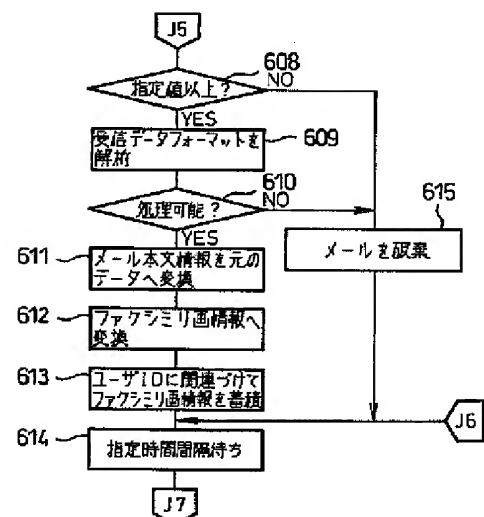 J5
608
指定値以上?
NO
YES
受信データフォーマットを
解析
609
610
処理可能?
NO
YES
615
メールを破棄
611
メール本文情報を元の
データへ変換
612
ファクシミリ画情報へ
変換
613
ユーザIDに関連づけて
ファクシミリ画情報を蓄積
J6
614
指定時間間隔待ち
J7